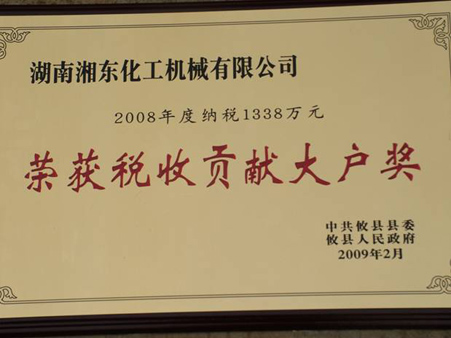 湖南湘东化工机械有限公司
2008年度纳税1338万元
荣获税收贡献大户奖
中共攸县县委
攸县人民政府
2009年2月